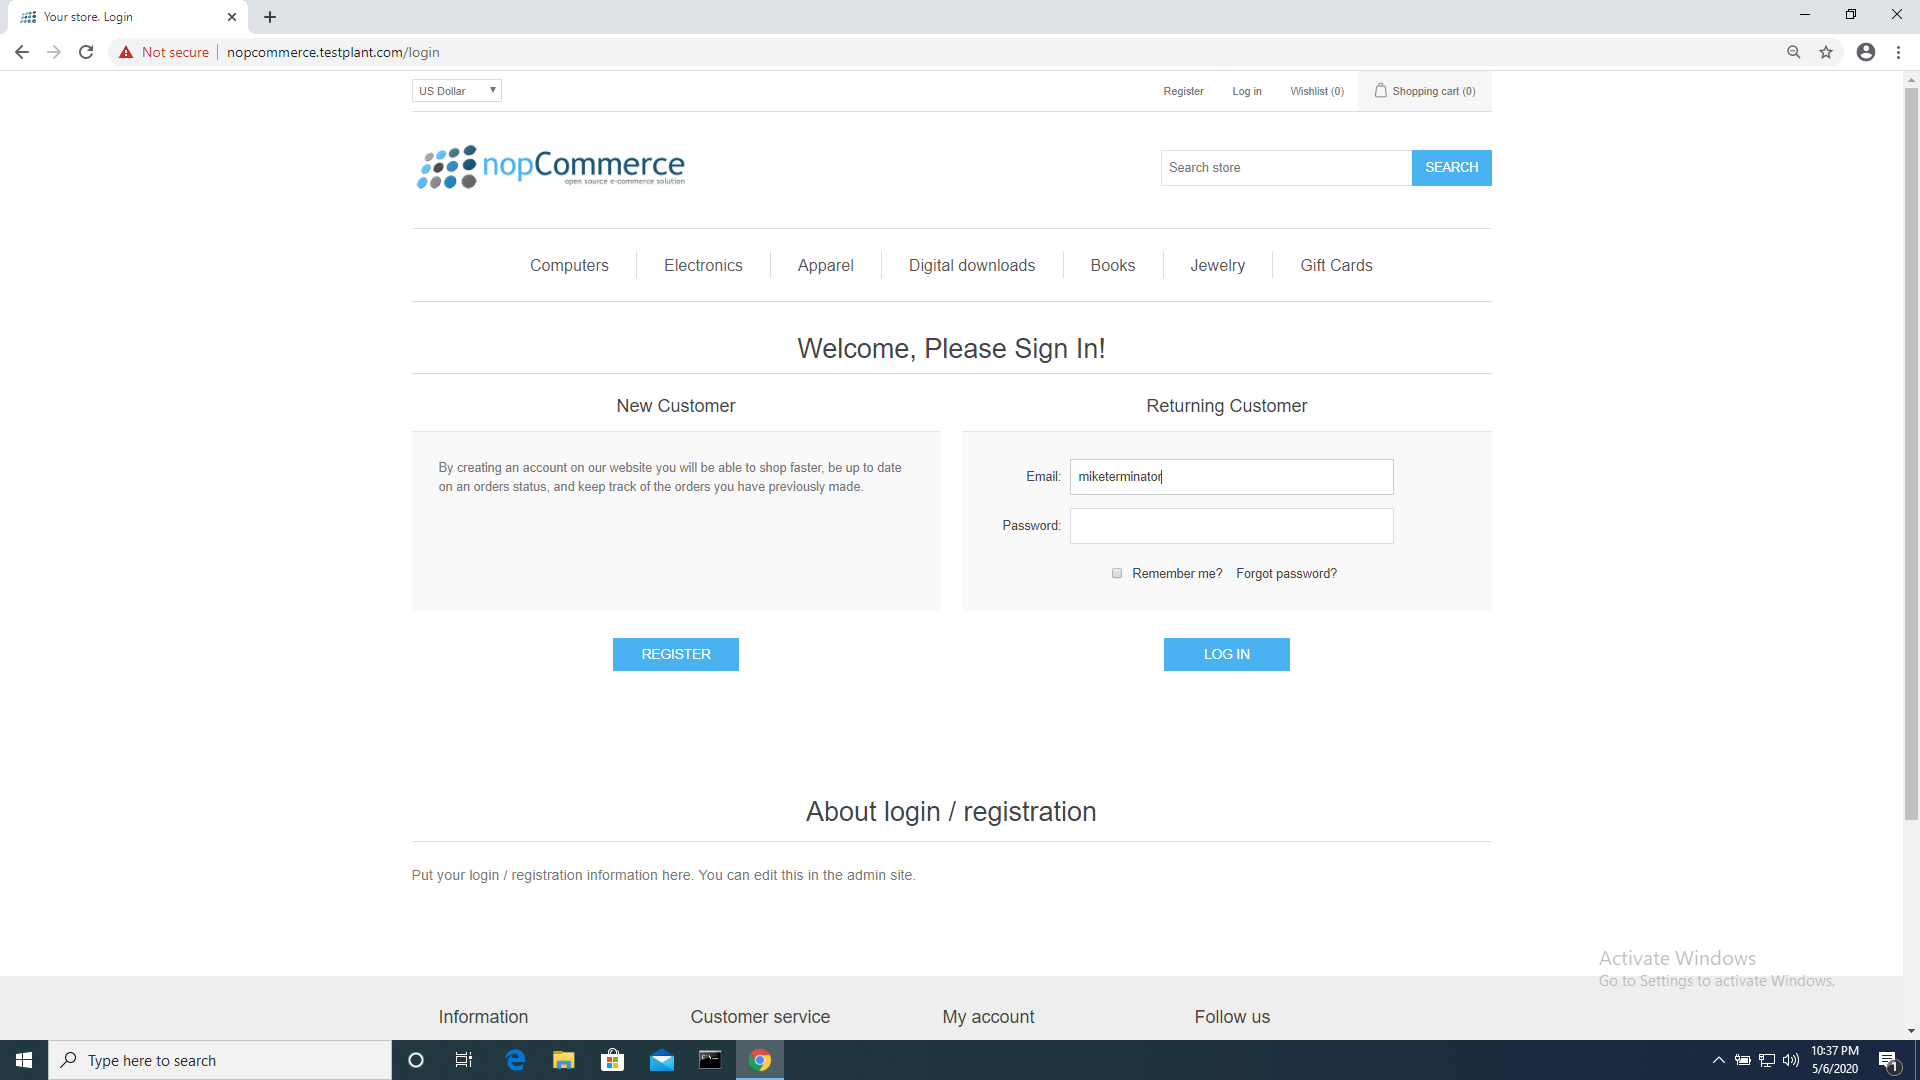 Your store. Login
Not secure | nopcommerce.testplant.com/login
US Dollar
Register
Log in
Wishlist (0)
Shopping cart (0)
nopCommerce
open source e-commerce solution
Search store
SEARCH
Computers
Electronics
Apparel
Digital downloads
Books
Jewelry
Gift Cards
Welcome, Please Sign In!
New Customer
By creating an account on our website you will be able to shop faster, be up to date
on an orders status, and keep track of the orders you have previously made.
REGISTER
Returning Customer
Email: miketerminator
Password:
Remember me? Forgot password?
LOG IN
About login / registration
Put your login / registration information here. You can edit this in the admin site.
Activate Windows
Go to Settings to activate Windows.
Information
Customer service
My account
Follow us
Type here to search
10:37 PM
5/6/2020
1